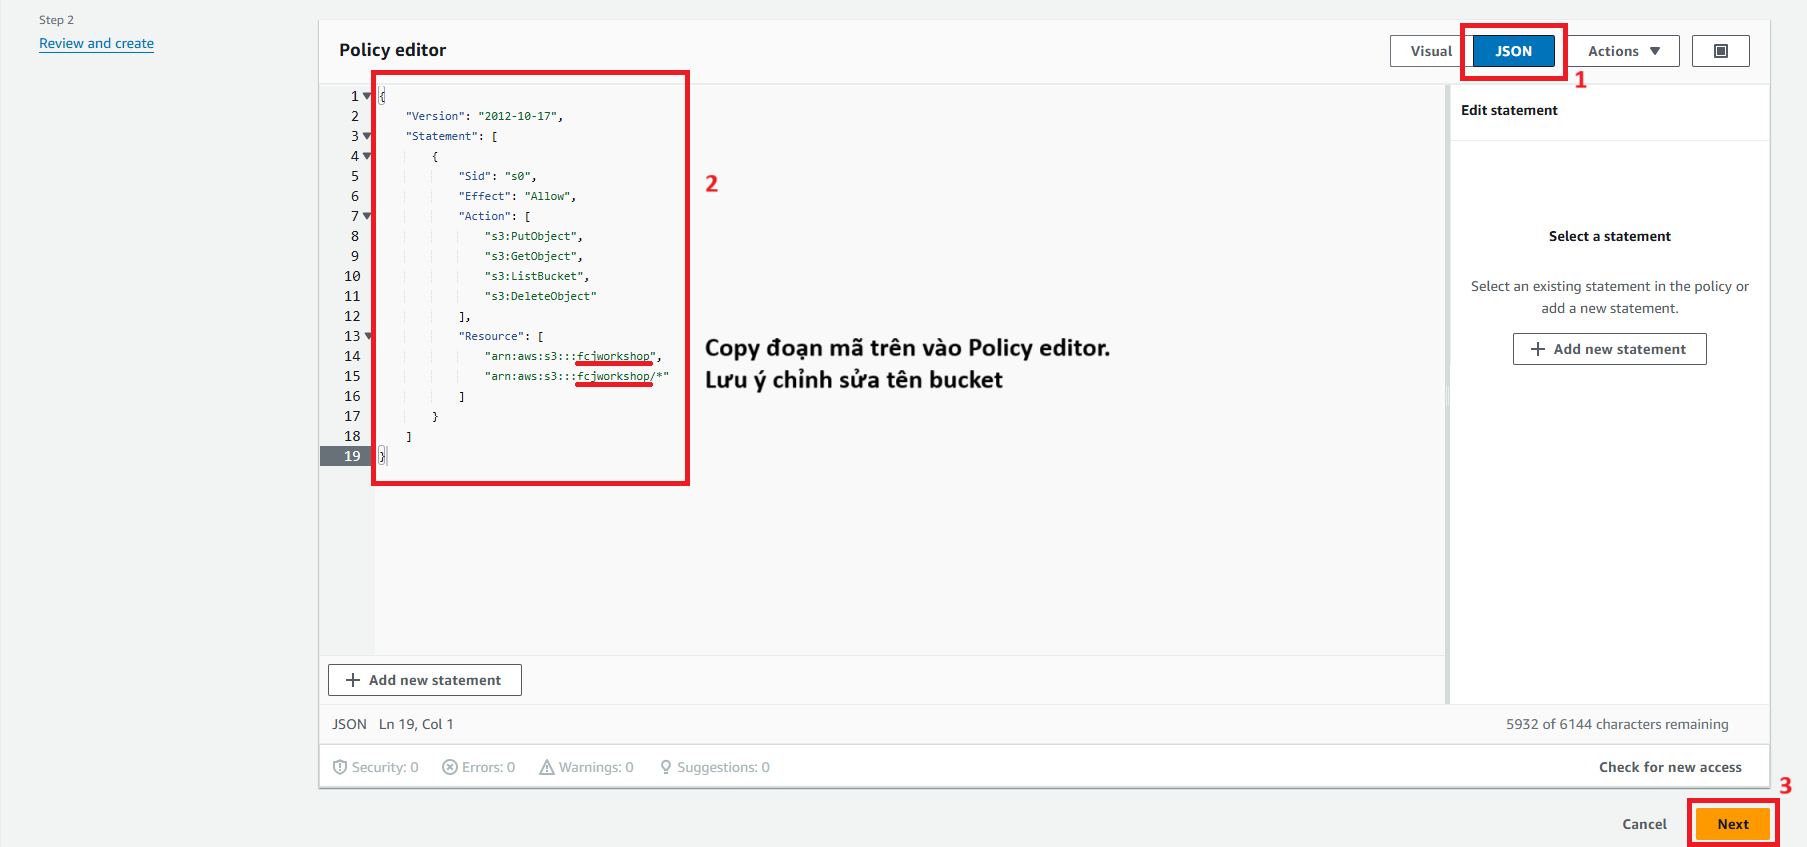 Step 2
Review and create
Policy editor
Visual
JSON
Actions
1
1 {
2 "Version": "2012-10-17",
3 "Statement": [
4 {
5 "Sid": "s0",
6 "Effect": "Allow",
7 "Action": [
8 "s3:PutObject",
9 "s3:GetObject",
10 "s3:ListBucket",
11 "s3:DeleteObject"
12 ],
13 "Resource": [
14 "arn:aws:s3:::fcjworkshop",
15 "arn:aws:s3:::fcjworkshop/*"
16 ]
17 }
18 ]
19 }
2
Copy đoạn mã trên vào Policy editor.
Lưu ý chỉnh sửa tên bucket
Edit statement
Select a statement
Select an existing statement in the policy or
add a new statement.
+ Add new statement
+ Add new statement
JSON Ln 19, Col 1
5932 of 6144 characters remaining
Security: 0 Errors: 0 Warnings: 0 Suggestions: 0
Check for new access
3
Cancel
Next